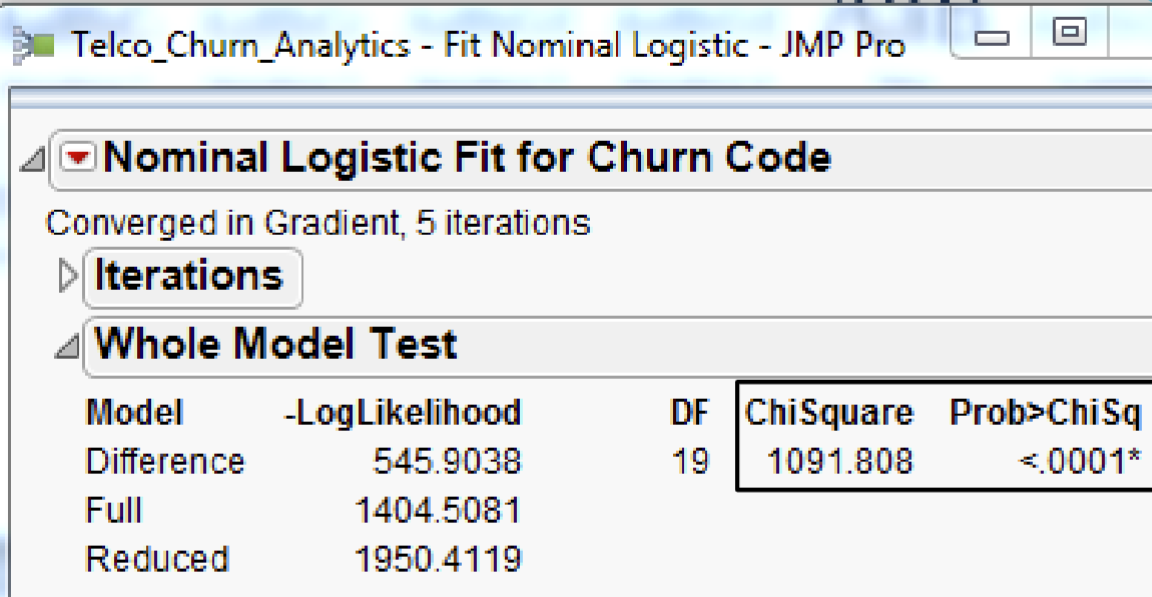 Telco_Churn_Analytics - Fit Nominal Logistic - JMP Pro
Nominal Logistic Fit for Churn Code
Converged in Gradient, 5 iterations
Iterations
Whole Model Test
Model -LogLikelihood DF ChiSquare Prob>ChiSq
Difference 545.9038 19 1091.808 <.0001*
Full 1404.5081
Reduced 1950.4119